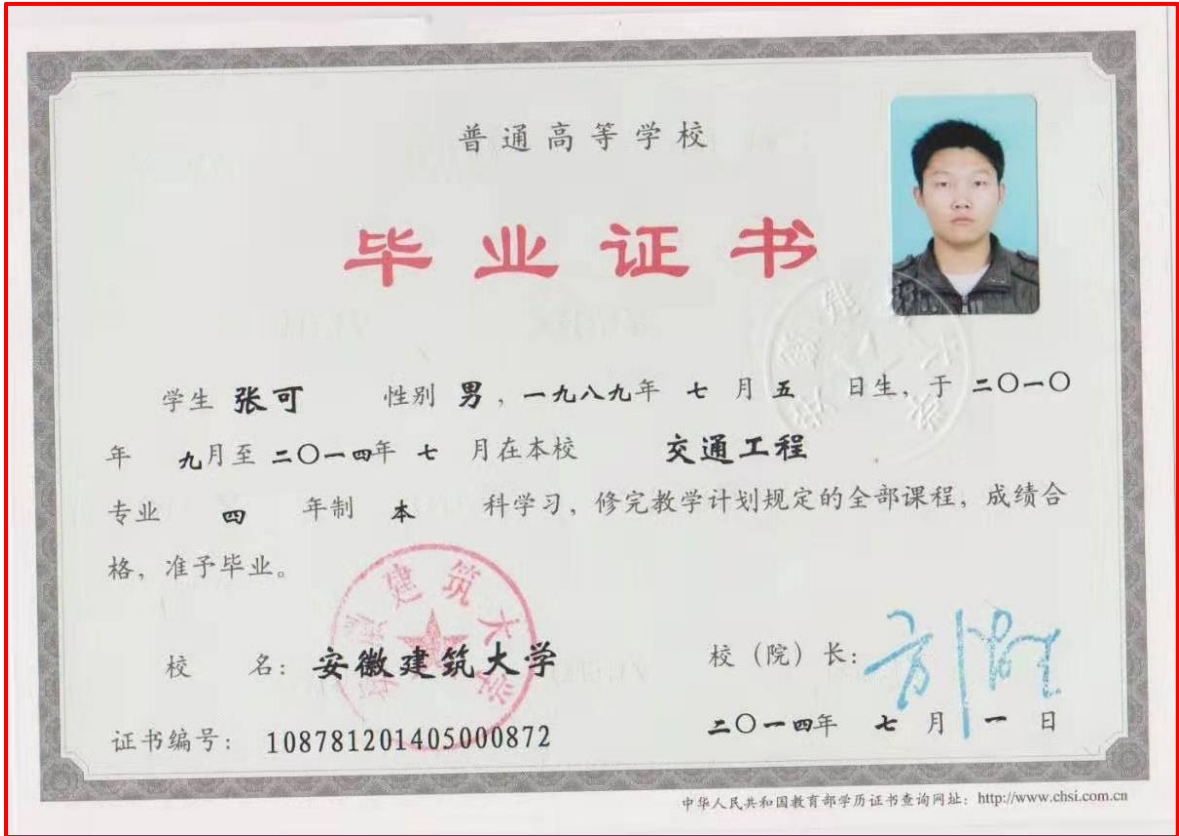 普通高等学校
毕业证书
学生 张可 性别 男，一九八九年 七 月 五 日生，于 二〇一〇
年 九月至 二〇一四年 七 月在本校 交通工程
专业 四 年制 本 科学习，修完教学计划规定的全部课程，成绩合
格，准予毕业。
建筑大
校 名：安徽建筑大学
校（院）长：
证书编号：108781201405000872
二〇一四年 七 月 一 日
中华人民共和国教育部学历证书查询网址：http://www.chsi.com.cn